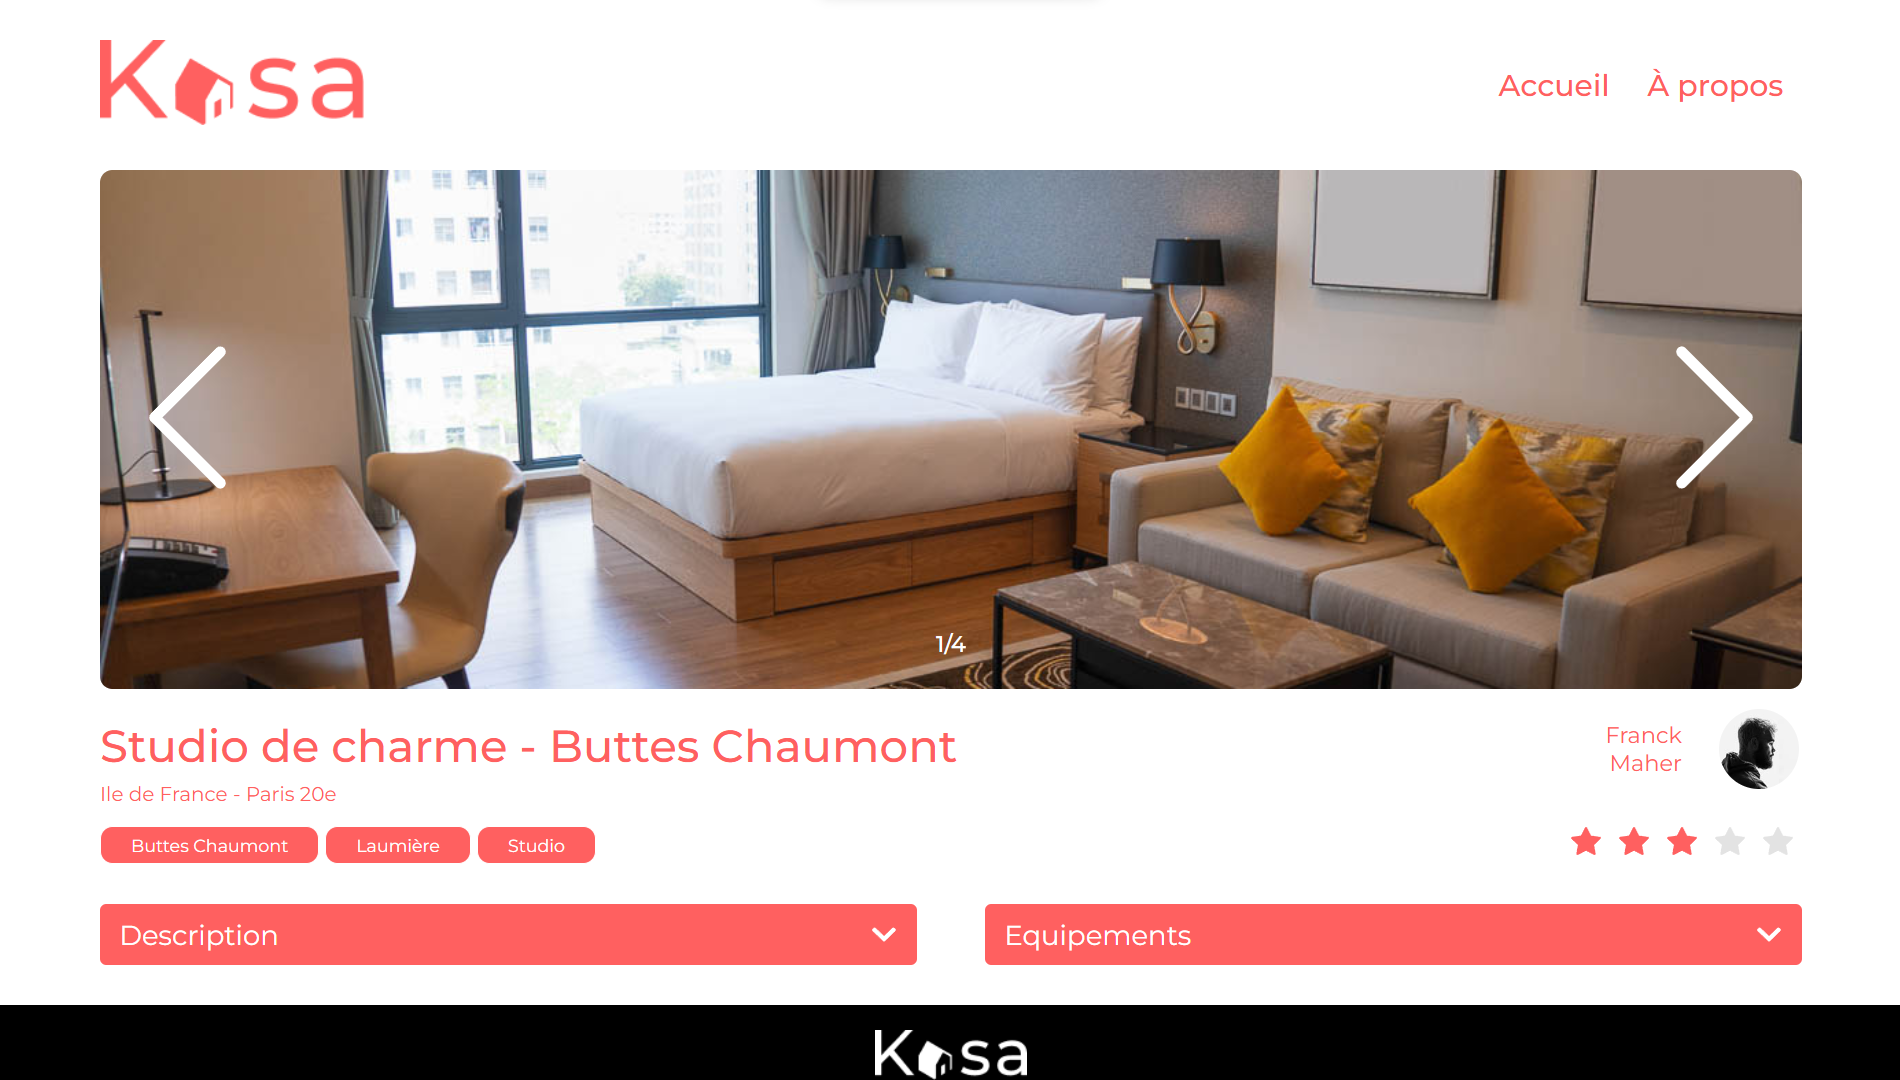 Kasa
Accueil À propos
1/4
Studio de charme - Buttes Chaumont
Franck
Maher
Ile de France - Paris 20e
Buttes Chaumont Laumière Studio
Description Equipements
Kasa